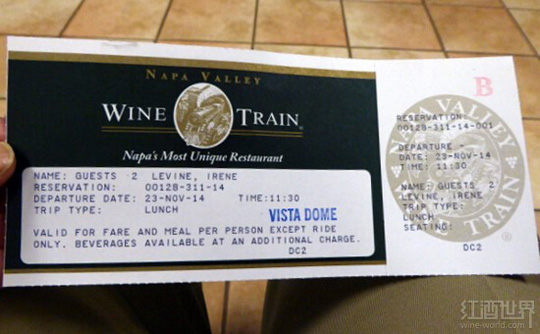 NAPA VALLEY
WINE TRAIN
Napa's Most Unique Restaurant
NAME: GUESTS 2 LEVINE, IRENE
RESERVATION: 00128-311-14
DEPARTURE DATE: 23-NOV-14 TIME:11:30
TRIP TYPE: LUNCH
VISTA DOME
VALID FOR FARE AND MEAL PER PERSON EXCEPT RIDE
ONLY. BEVERAGES AVAILABLE AT AN ADDITIONAL CHARGE.
DC2
B
NAPA VALLEY
TRAIN
RESERVATION:
00128-311-14-001
DEPARTURE
DATE: 23-NOV-14
TIME: 11:30
NAME: GUESTS 2
LEVINE, IRENE
TRIP TYPE:
LUNCH
SEATING:
DC2
红酒世界
wine-world.com